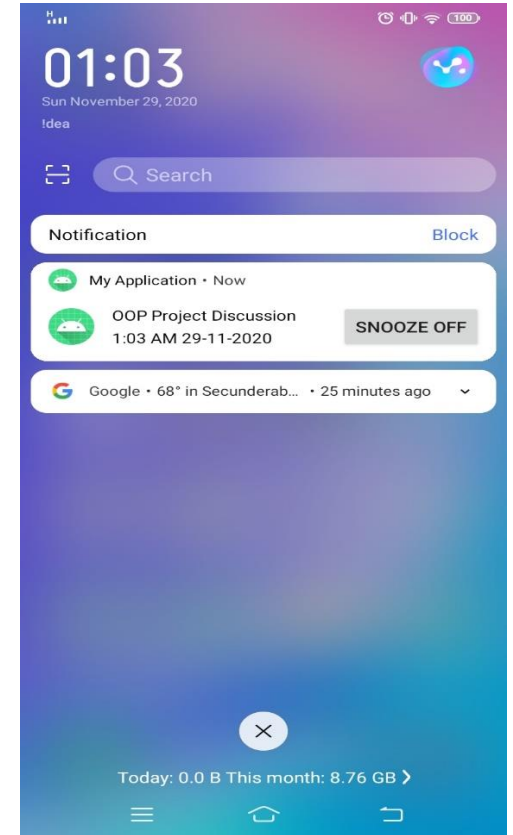 H
100
01:03
Sun November 29, 2020
!dea
Search
Notification
Block
My Application • Now
OOP Project Discussion
1:03 AM 29-11-2020
SNOOZE OFF
Google • 68° in Secunderab... • 25 minutes ago
Today: 0.0 B This month: 8.76 GB